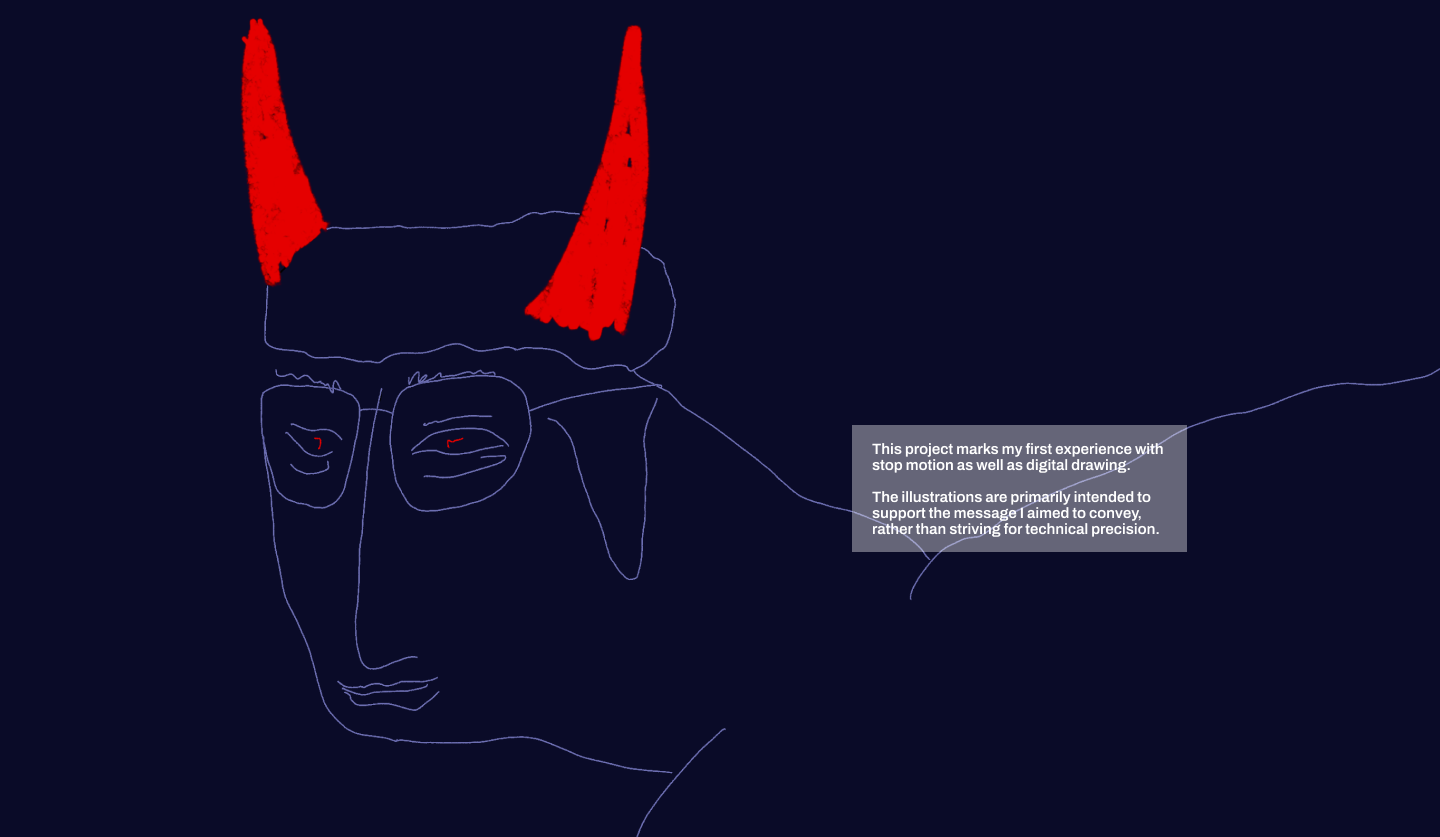 This project marks my first experience with
stop motion as well as digital drawing.
The illustrations are primarily intended to
support the message I aimed to convey,
rather than striving for technical precision.